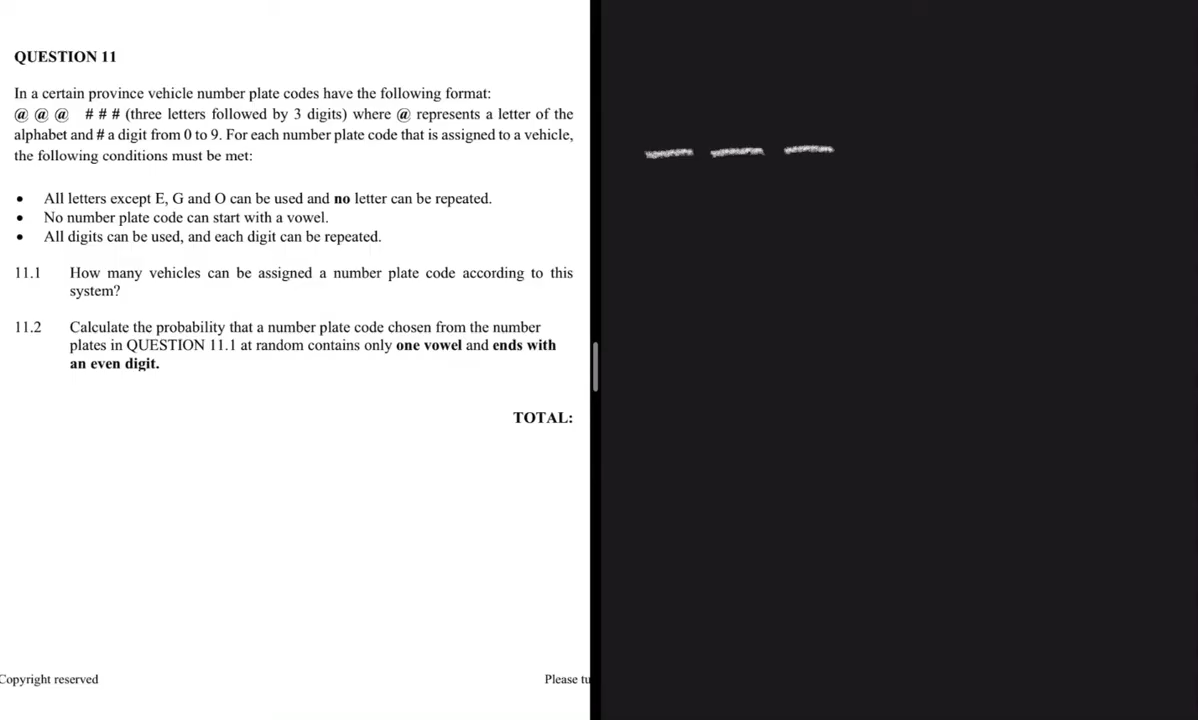 QUESTION 11
In a certain province vehicle number plate codes have the following format:
@ @ @ # # # (three letters followed by 3 digits) where @ represents a letter of the
alphabet and # a digit from 0 to 9. For each number plate code that is assigned to a vehicle,
the following conditions must be met:
• All letters except E, G and O can be used and no letter can be repeated.
• No number plate code can start with a vowel.
• All digits can be used, and each digit can be repeated.
11.1 How many vehicles can be assigned a number plate code according to this
system?
11.2 Calculate the probability that a number plate code chosen from the number
plates in QUESTION 11.1 at random contains only one vowel and ends with
an even digit.
TOTAL:
Copyright reserved
Please tu